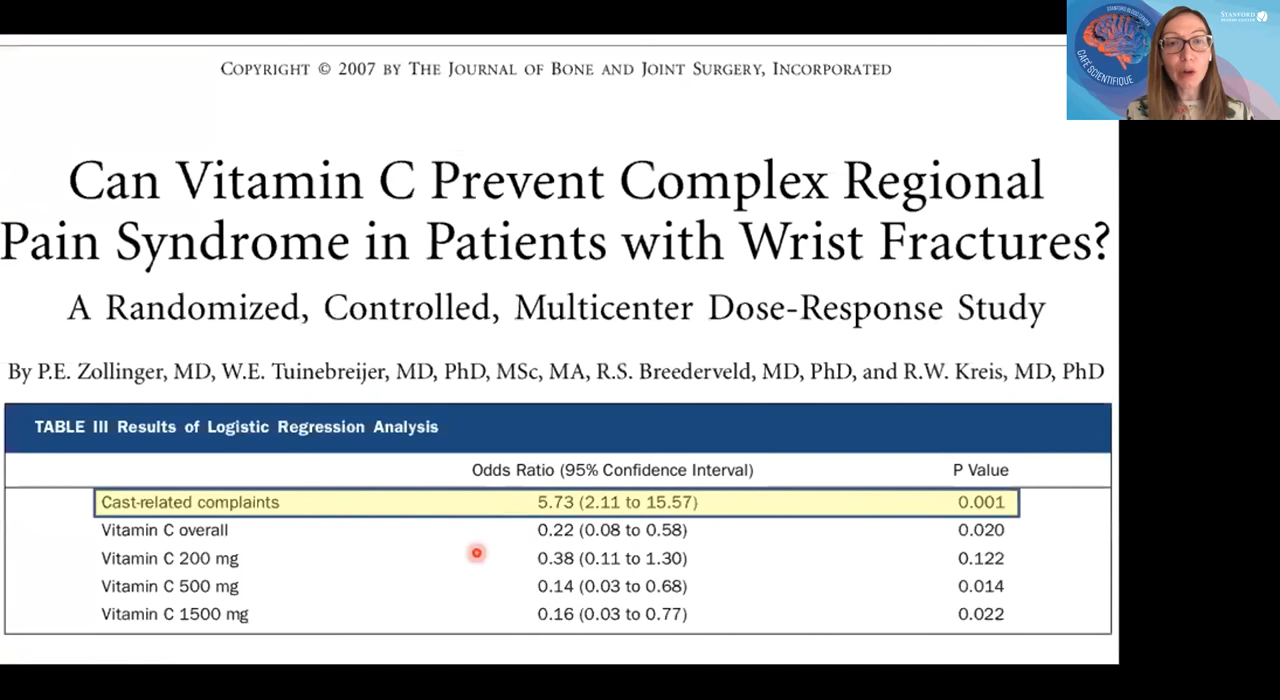 COPYRIGHT © 2007 BY THE JOURNAL OF BONE AND JOINT SURGERY, INCORPORATED
Can Vitamin C Prevent Complex Regional
Pain Syndrome in Patients with Wrist Fractures?
A Randomized, Controlled, Multicenter Dose-Response Study
By P.E. Zollinger, MD, W.E. Tuinebreijer, MD, PhD, MSc, MA, R.S. Breederveld, MD, PhD, and R.W. Kreis, MD, PhD
TABLE III Results of Logistic Regression Analysis
Odds Ratio (95% Confidence Interval) P Value
Cast-related complaints 5.73 (2.11 to 15.57) 0.001
Vitamin C overall 0.22 (0.08 to 0.58) 0.020
Vitamin C 200 mg 0.38 (0.11 to 1.30) 0.122
Vitamin C 500 mg 0.14 (0.03 to 0.68) 0.014
Vitamin C 1500 mg 0.16 (0.03 to 0.77) 0.022
STANFORD BLOOD CENTER
CAFÉ SCIENTIFIQUE
STANFORD